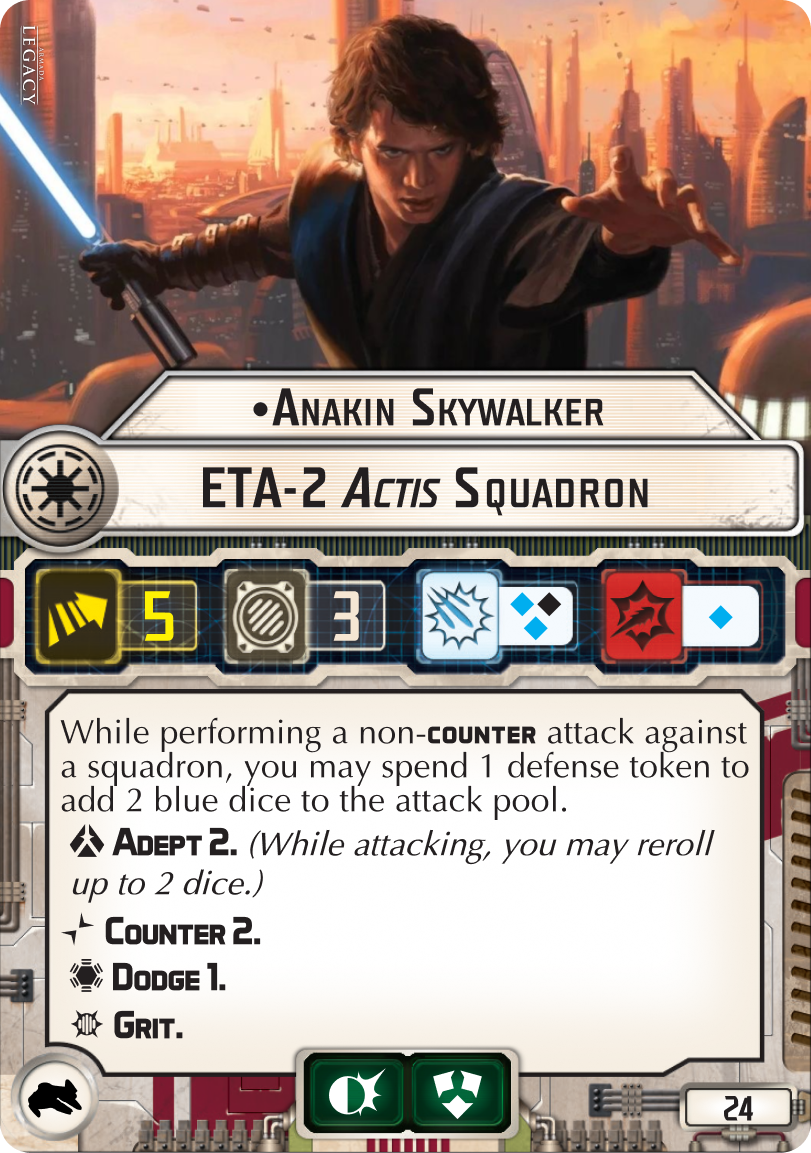 ARMADA
LEGACY
•Anakin Skywalker
ETA-2 Actis Squadron
5
3
While performing a non-counter attack against
a squadron, you may spend 1 defense token to
add 2 blue dice to the attack pool.
Adept 2. (While attacking, you may reroll
up to 2 dice.)
Counter 2.
Dodge 1.
Grit.
24